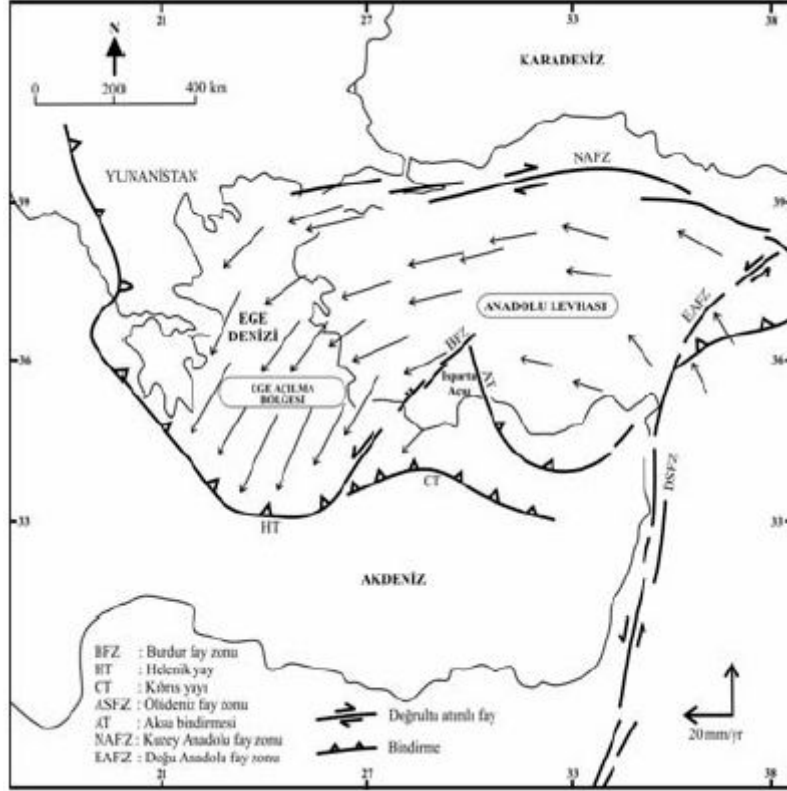 21 27 33 38
N
0 200 400 km
KARADENİZ
YUNANİSTAN
NAFZ
39 39
EGE
DENİZİ
ANADOLU LEVHASI
EAFZ
BFZ
36 36
Isparta
Açısı
AT
EGE AÇILMA
BÖLGESİ
CT
33 33
HT
AKDENİZ
BFZ : Burdur fay zonu
HT : Helenik yay
CT : Kıbrıs yayı
ASFZ : Ölüdeniz fay zonu
AT : Aksu bindirmesi
NAFZ : Kuzey Anadolu fay zonu
EAFZ : Doğu Anadolu fay zonu
Doğrultu atımlı fay
Bindirme
20 mm/yr
21 27 33 38